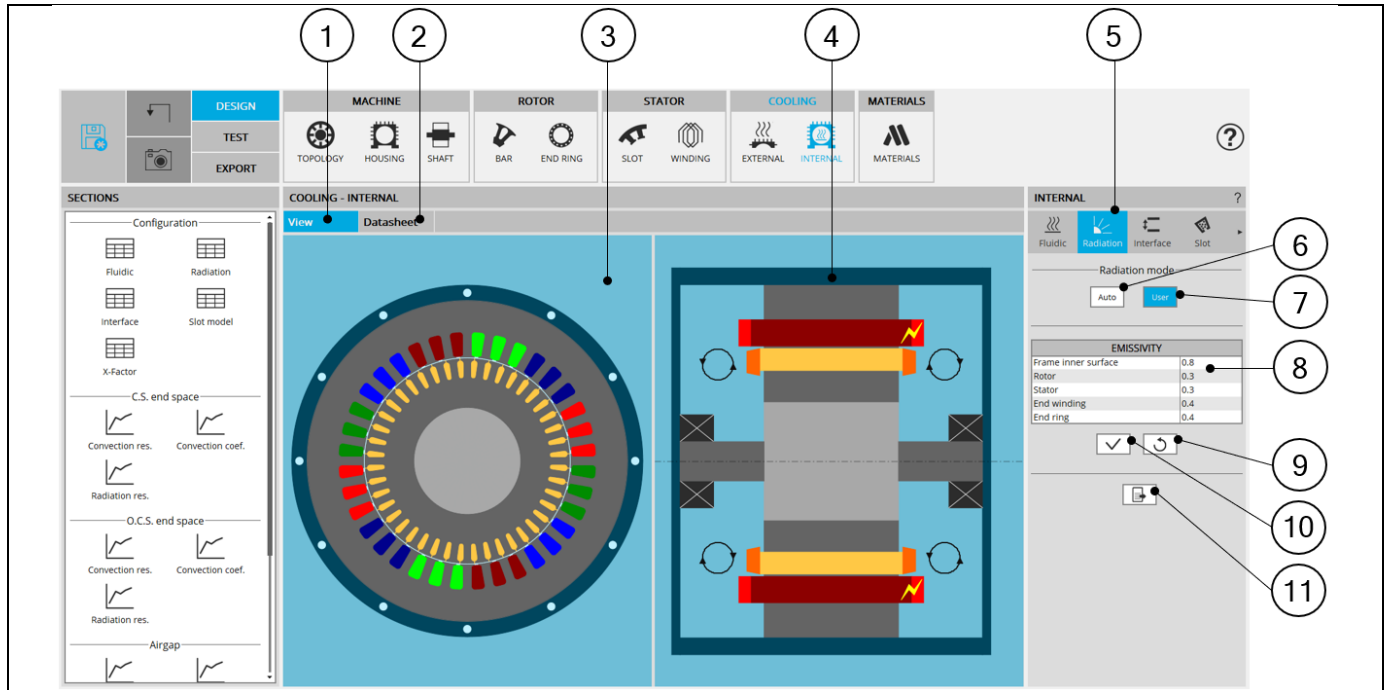 1 2 3 4 5
DESIGN
TEST
EXPORT
MACHINE ROTOR STATOR COOLING MATERIALS
TOPOLOGY HOUSING SHAFT BAR END RING SLOT WINDING EXTERNAL INTERNAL MATERIALS
?
SECTIONS
Configuration
Fluidic Radiation
Interface Slot model
X-Factor
C.S. end space
Convection res. Convection coef.
Radiation res.
O.C.S. end space
Convection res. Convection coef.
Radiation res.
Airgap
COOLING - INTERNAL
View Datasheet
INTERNAL ?
Fluidic Radiation Interface Slot
Radiation mode
Auto User
EMISSIVITY
Frame inner surface 0.8
Rotor 0.3
Stator 0.3
End winding 0.4
End ring 0.4
6
7
8
9
10
11